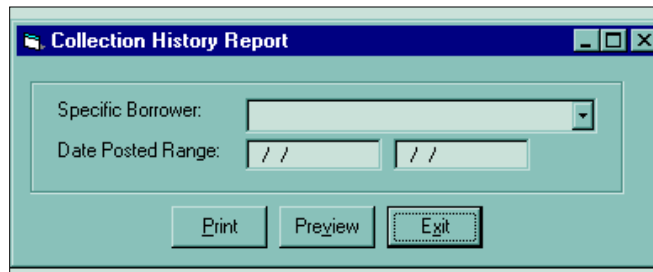 Collection History Report
Specific Borrower:
Date Posted Range: / / / /
Print Preview Exit